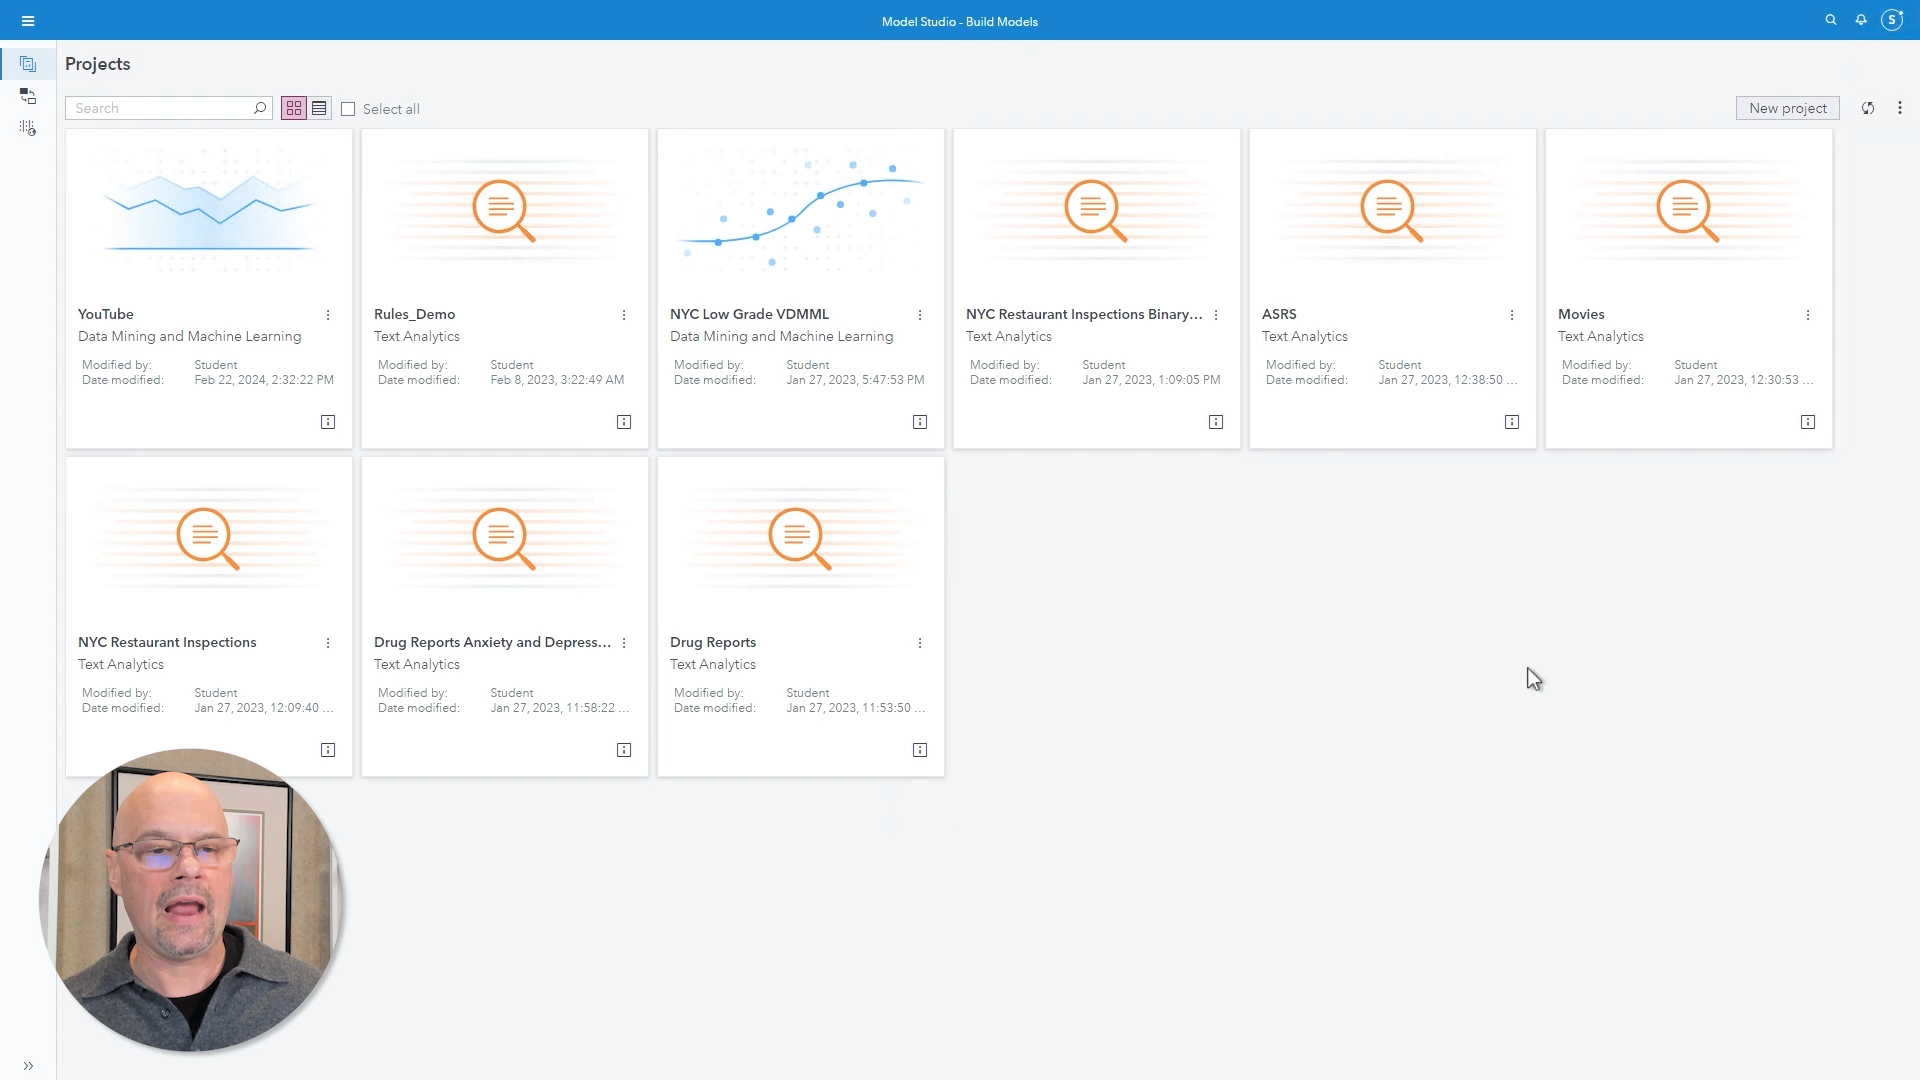 Model Studio - Build Models
S
Projects
Search
Select all
New project
YouTube
Data Mining and Machine Learning
Modified by: Student
Date modified: Feb 22, 2024, 2:32:22 PM
Rules_Demo
Text Analytics
Modified by: Student
Date modified: Feb 8, 2023, 3:22:49 AM
NYC Low Grade VDMML
Data Mining and Machine Learning
Modified by: Student
Date modified: Jan 27, 2023, 5:47:53 PM
NYC Restaurant Inspections Binary...
Text Analytics
Modified by: Student
Date modified: Jan 27, 2023, 1:09:05 PM
ASRS
Text Analytics
Modified by: Student
Date modified: Jan 27, 2023, 12:38:50 ...
Movies
Text Analytics
Modified by: Student
Date modified: Jan 27, 2023, 12:30:53 ...
NYC Restaurant Inspections
Text Analytics
Modified by: Student
Date modified: Jan 27, 2023, 12:09:40 ...
Drug Reports Anxiety and Depress...
Text Analytics
Modified by: Student
Date modified: Jan 27, 2023, 11:58:22 ...
Drug Reports
Text Analytics
Modified by: Student
Date modified: Jan 27, 2023, 11:53:50 ...